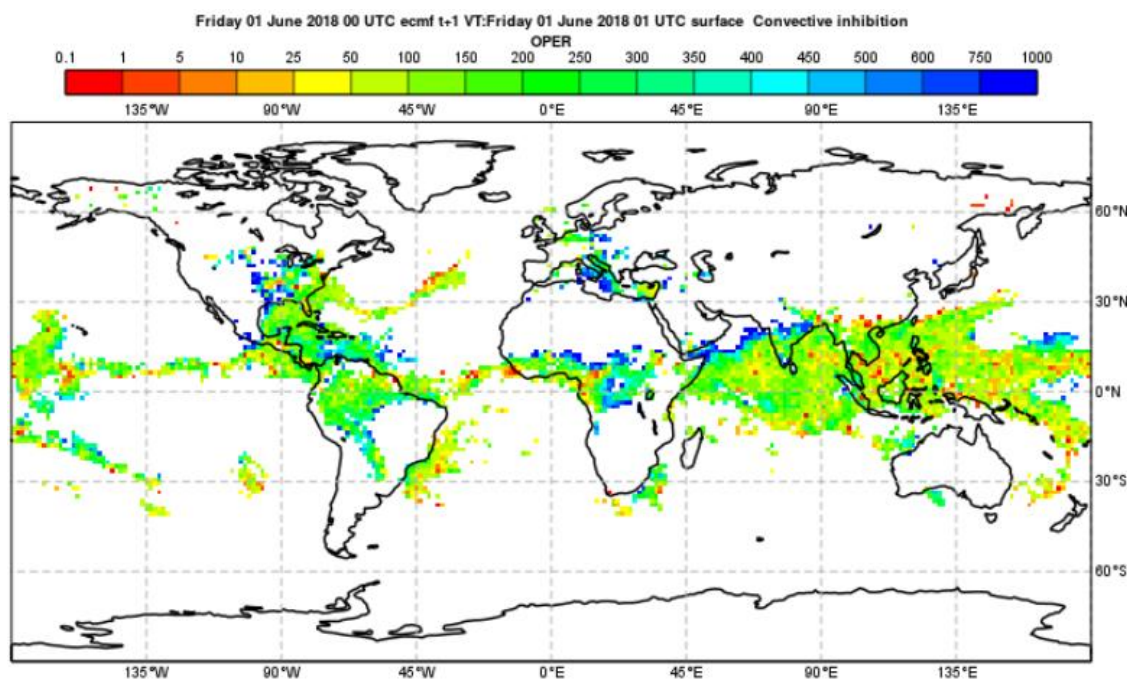 Friday 01 June 2018 00 UTC ecmf t+1 VT:Friday 01 June 2018 01 UTC surface Convective inhibition
OPER
0.1 1 5 10 25 50 100 150 200 250 300 350 400 450 500 600 750 1000
135°W 90°W 45°W 0°E 45°E 90°E 135°E
60°N
30°N
0°N
30°S
60°S
135°W 90°W 45°W 0°E 45°E 90°E 135°E